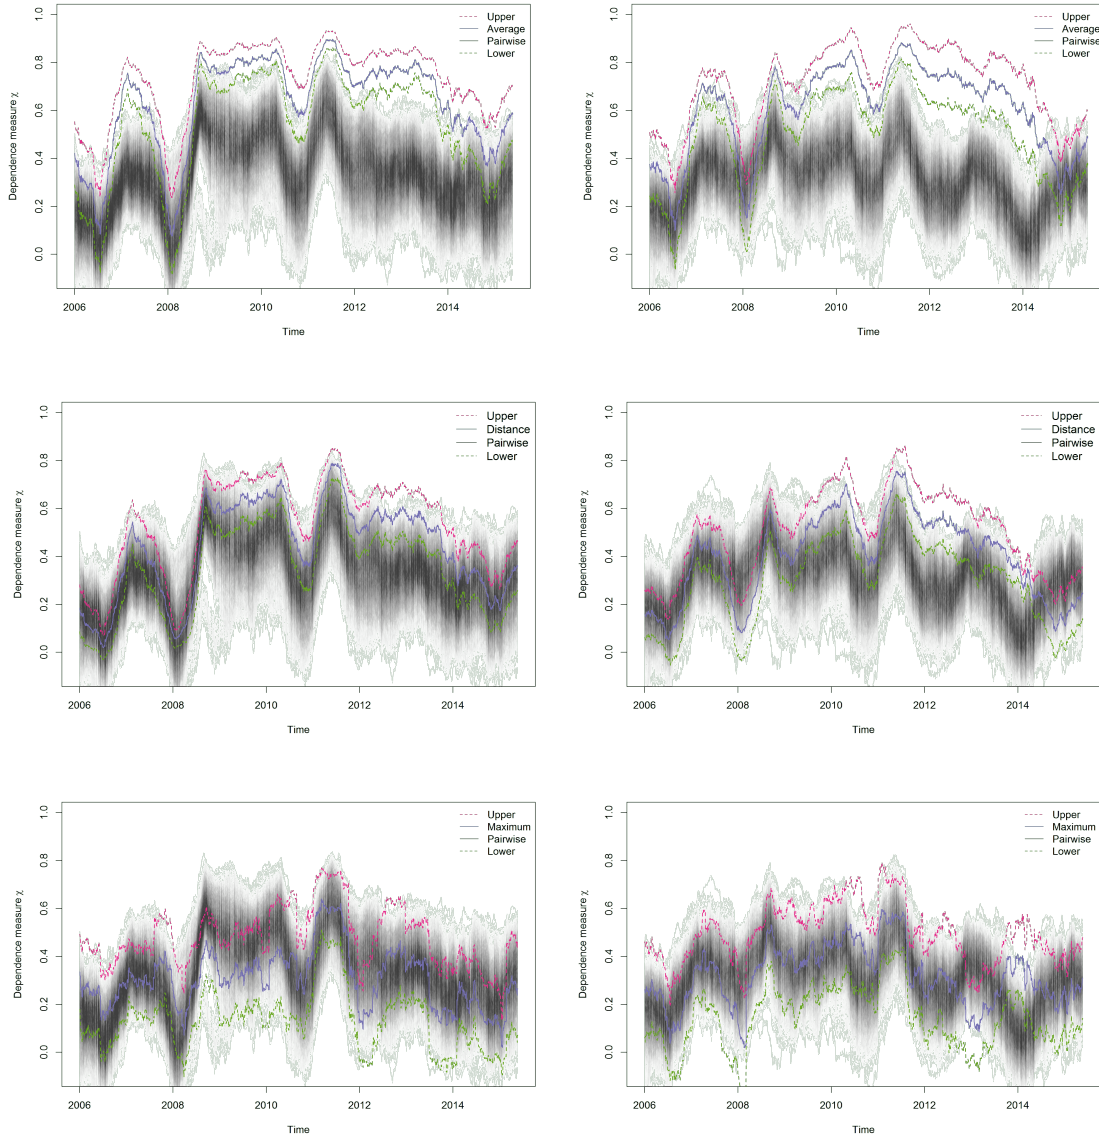 1.0
0.8
0.6
0.4
0.2
0.0
Dependence measure χ
Upper
Average
Pairwise
Lower
2006 2008 2010 2012 2014
Time
1.0
0.8
0.6
0.4
0.2
0.0
Dependence measure χ
Upper
Average
Pairwise
Lower
2006 2008 2010 2012 2014
Time
1.0
0.8
0.6
0.4
0.2
0.0
Dependence measure χ
Upper
Distance
Pairwise
Lower
2006 2008 2010 2012 2014
Time
1.0
0.8
0.6
0.4
0.2
0.0
Dependence measure χ
Upper
Distance
Pairwise
Lower
2006 2008 2010 2012 2014
Time
1.0
0.8
0.6
0.4
0.2
0.0
Dependence measure χ
Upper
Maximum
Pairwise
Lower
2006 2008 2010 2012 2014
Time
1.0
0.8
0.6
0.4
0.2
0.0
Dependence measure χ
Upper
Maximum
Pairwise
Lower
2006 2008 2010 2012 2014
Time